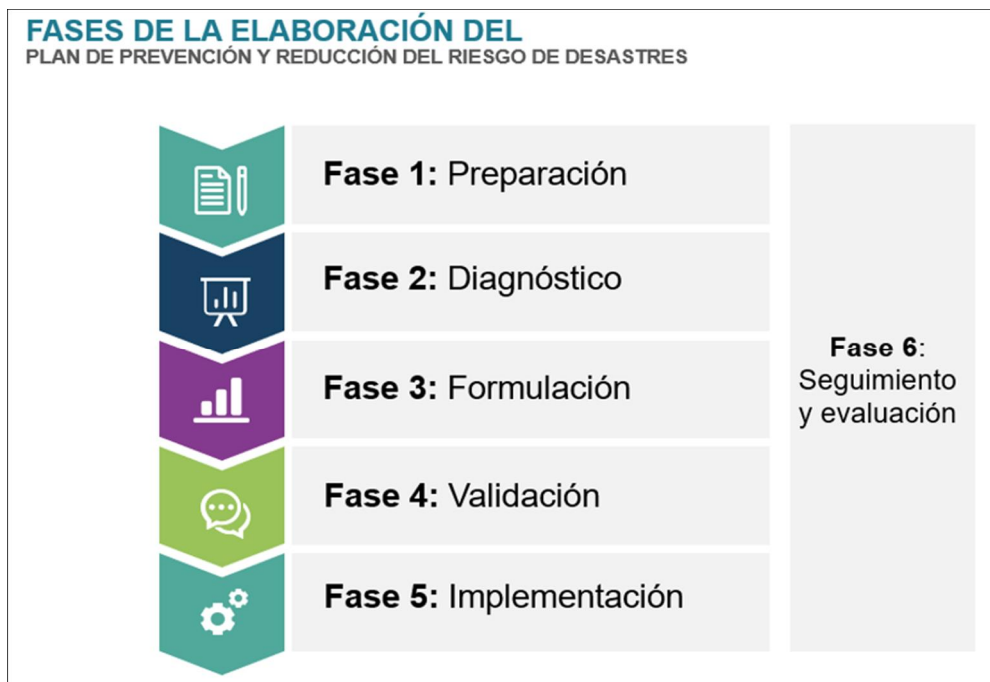 FASES DE LA ELABORACIÓN DEL
PLAN DE PREVENCIÓN Y REDUCCIÓN DEL RIESGO DE DESASTRES
Fase 1: Preparación
Fase 2: Diagnóstico
Fase 3: Formulación
Fase 4: Validación
Fase 5: Implementación
Fase 6:
Seguimiento
y evaluación